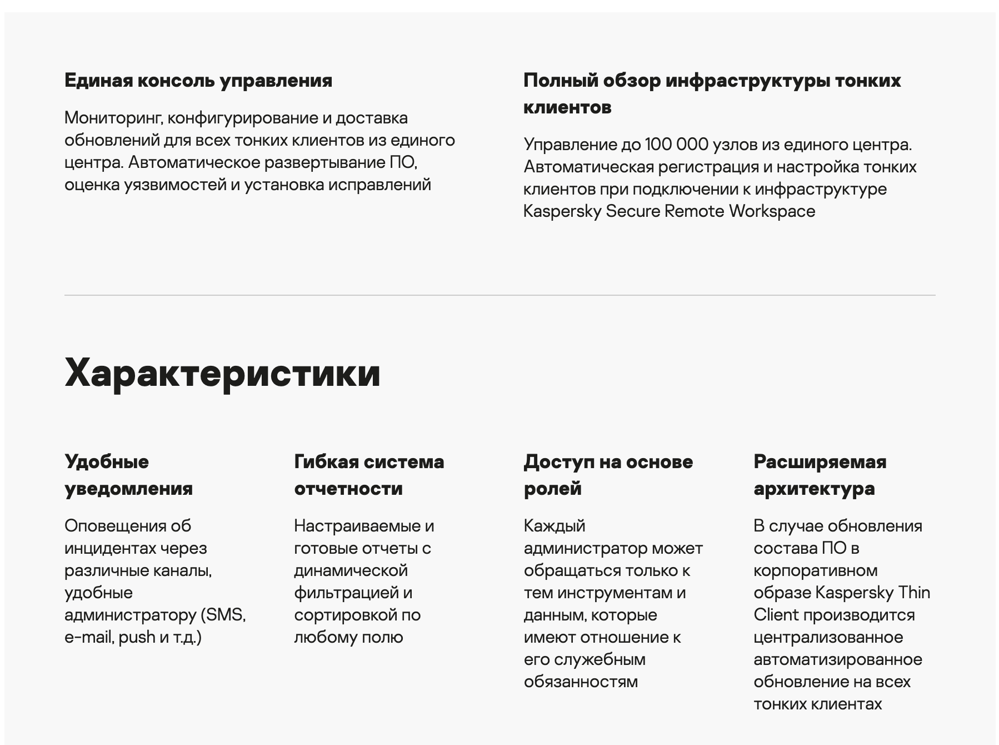 Единая консоль управления
Мониторинг, конфигурирование и доставка
обновлений для всех тонких клиентов из единого
центра. Автоматическое развертывание ПО,
оценка уязвимостей и установка исправлений
Полный обзор инфраструктуры тонких
клиентов
Управление до 100 000 узлов из единого центра.
Автоматическая регистрация и настройка тонких
клиентов при подключении к инфраструктуре
Kaspersky Secure Remote Workspace
Характеристики
Удобные
уведомления
Оповещения об
инцидентах через
различные каналы,
удобные
администратору (SMS,
e-mail, push и т.д.)
Гибкая система
отчетности
Настраиваемые и
готовые отчеты с
динамической
фильтрацией и
сортировкой по
любому полю
Доступ на основе
ролей
Каждый
администратор может
обращаться только к
тем инструментам и
данным, которые
имеют отношение к
его служебным
обязанностям
Расширяемая
архитектура
В случае обновления
состава ПО в
корпоративном
образе Kaspersky Thin
Client производится
централизованное
автоматизированное
обновление на всех
тонких клиентах